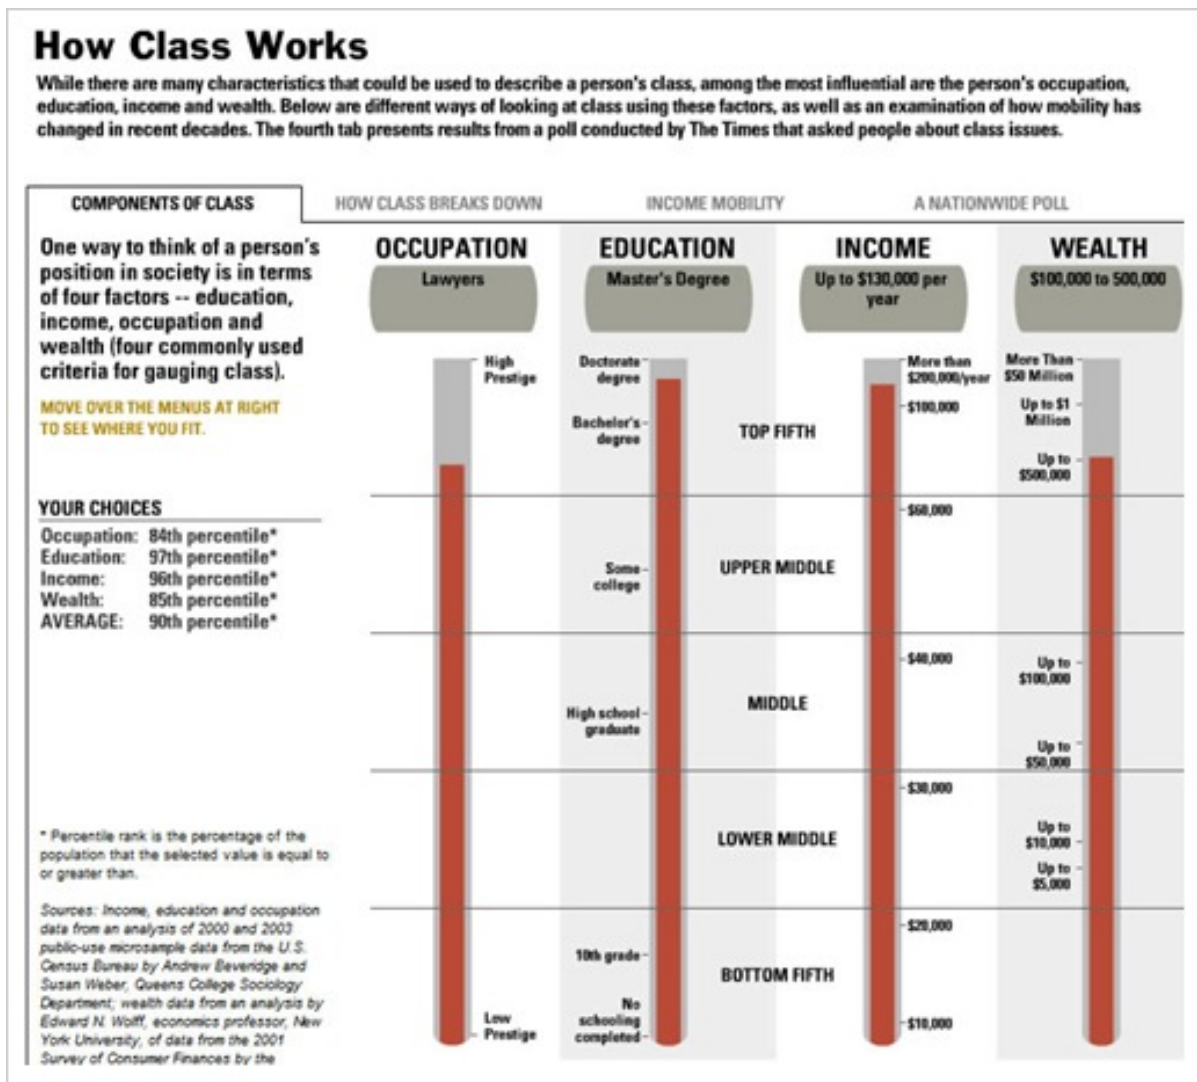 How Class Works
While there are many characteristics that could be used to describe a person's class, among the most influential are the person's occupation,
education, income and wealth. Below are different ways of looking at class using these factors, as well as an examination of how mobility has
changed in recent decades. The fourth tab presents results from a poll conducted by The Times that asked people about class issues.
COMPONENTS OF CLASS
HOW CLASS BREAKS DOWN
INCOME MOBILITY
A NATIONWIDE POLL
One way to think of a person's
position in society is in terms
of four factors -- education,
income, occupation and
wealth (four commonly used
criteria for gauging class).
MOVE OVER THE MENUS AT RIGHT
TO SEE WHERE YOU FIT.
YOUR CHOICES
Occupation: 84th percentile*
Education: 97th percentile*
Income: 96th percentile*
Wealth: 85th percentile*
AVERAGE: 90th percentile*
* Percentile rank is the percentage of the
population that the selected value is equal to
or greater than.
Sources: Income, education and occupation
data from an analysis of 2000 and 2003
public-use microsample data from the U.S.
Census Bureau by Andrew Beveridge and
Susan Weber, Queens College Sociology
Department; wealth data from an analysis by
Edward N. Wolff, economics professor, New
York University, of data from the 2001
Survey of Consumer Finances by the
OCCUPATION
Lawyers
High
Prestige
Low
Prestige
EDUCATION
Master's Degree
Doctorate
degree
Bachelor's
degree
Some
college
High school
graduate
10th grade
No
schooling
completed
TOP FIFTH
UPPER MIDDLE
MIDDLE
LOWER MIDDLE
BOTTOM FIFTH
INCOME
Up to $130,000 per
year
More than
$200,000/year
$100,000
$60,000
$40,000
$30,000
$20,000
$10,000
WEALTH
$100,000 to 500,000
More Than
$50 Million
Up to $1
Million
Up to
$500,000
Up to
$100,000
Up to
$50,000
Up to
$10,000
Up to
$5,000